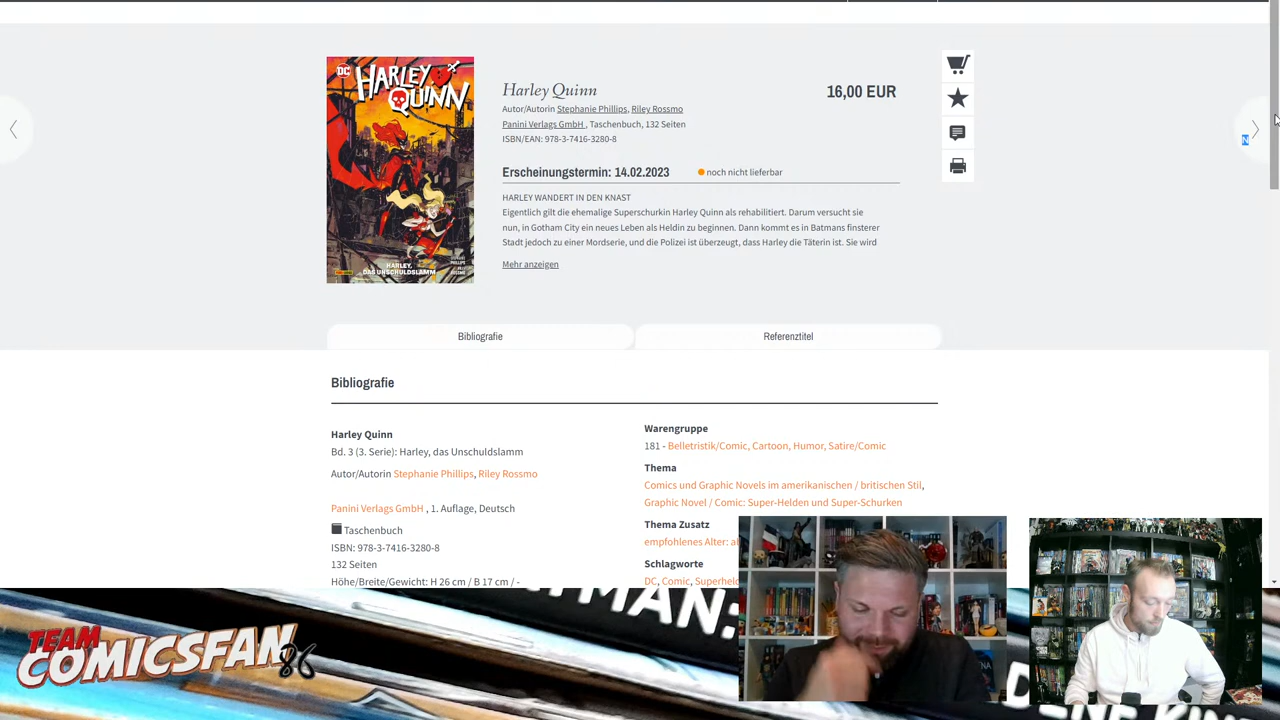 DC
HARLEY
QUINN
HARLEY,
DAS UNSCHULDSLAMM
Harley Quinn
16,00 EUR
Autor/Autorin Stephanie Phillips, Riley Rossmo
Panini Verlags GmbH , Taschenbuch, 132 Seiten
ISBN/EAN: 978-3-7416-3280-8
Erscheinungstermin: 14.02.2023
noch nicht lieferbar
HARLEY WANDERT IN DEN KNAST
Eigentlich gilt die ehemalige Superschurkin Harley Quinn als rehabilitiert. Darum versucht sie
nun, in Gotham City ein neues Leben als Heldin zu beginnen. Dann kommt es in Batmans finsterer
Stadt jedoch zu einer Mordserie, und die Polizei ist überzeugt, dass Harley die Täterin ist. Sie wird
Mehr anzeigen
N
Bibliografie
Referenztitel
Bibliografie
Harley Quinn
Bd. 3 (3. Serie): Harley, das Unschuldslamm
Autor/Autorin Stephanie Phillips, Riley Rossmo
Panini Verlags GmbH , 1. Auflage, Deutsch
Taschenbuch
ISBN: 978-3-7416-3280-8
132 Seiten
Höhe/Breite/Gewicht: H 26 cm / B 17 cm / -
Warengruppe
181 - Belletristik/Comic, Cartoon, Humor, Satire/Comic
Thema
Comics und Graphic Novels im amerikanischen / britischen Stil,
Graphic Novel / Comic: Super-Helden und Super-Schurken
Thema Zusatz
empfohlenes Alter: al
Schlagworte
DC, Comic, Superheld
TEAM
COMICSFAN
86
TMAN: